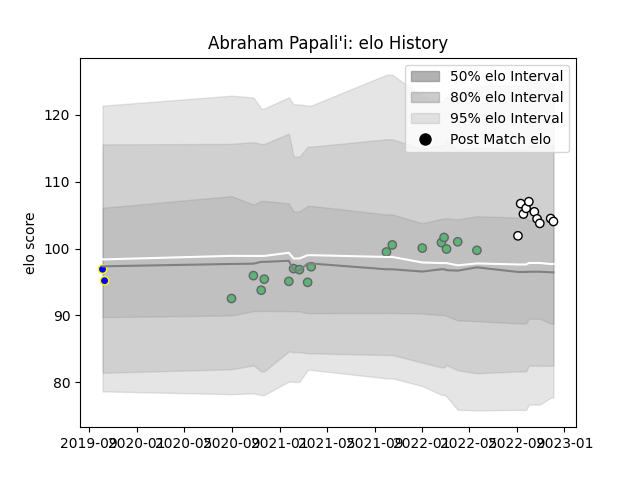 Abraham Papali'i: elo History
50% elo Interval
80% elo Interval
95% elo Interval
Post Match elo
elo score
120
110
100
90
80
2019-09 2020-01 2020-05 2020-09 2021-01 2021-05 2021-09 2022-01 2022-05 2022-09 2023-01